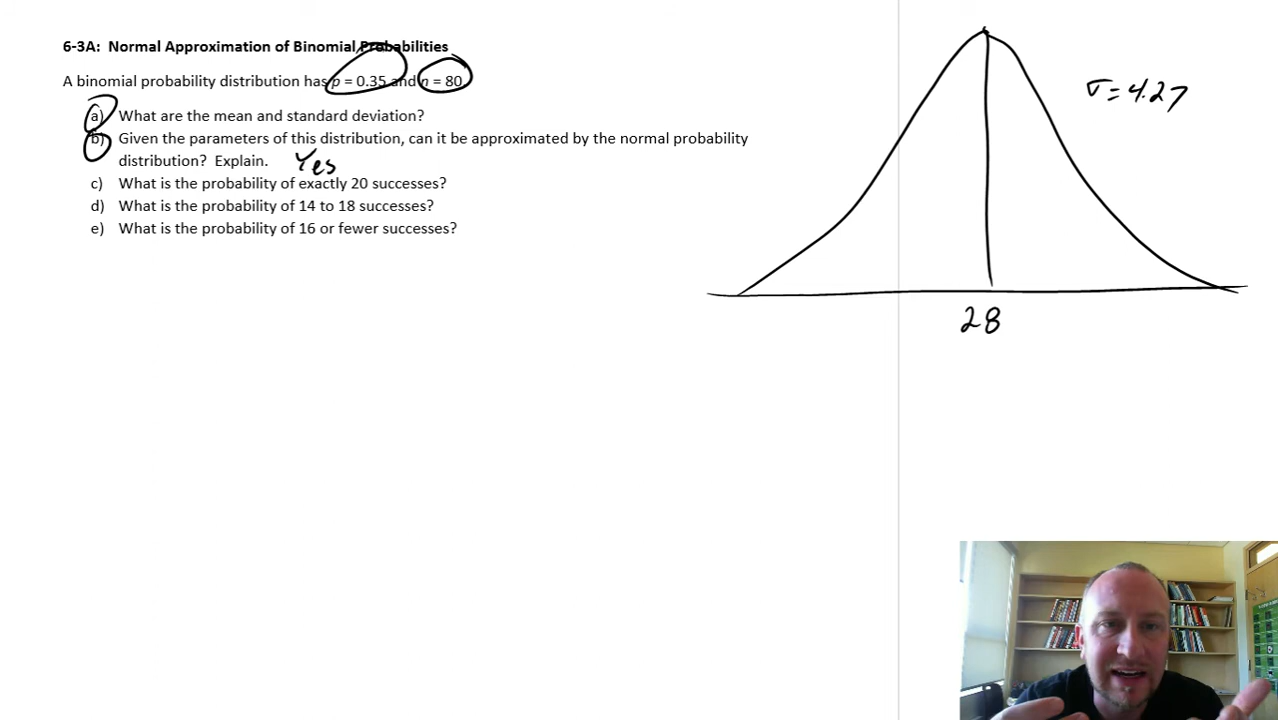 6-3A: Normal Approximation of Binomial Probabilities
A binomial probability distribution has p = 0.35 and n = 80.
a) What are the mean and standard deviation?
b) Given the parameters of this distribution, can it be approximated by the normal probability
distribution? Explain. Yes
c) What is the probability of exactly 20 successes?
d) What is the probability of 14 to 18 successes?
e) What is the probability of 16 or fewer successes?
σ = 4.27
28